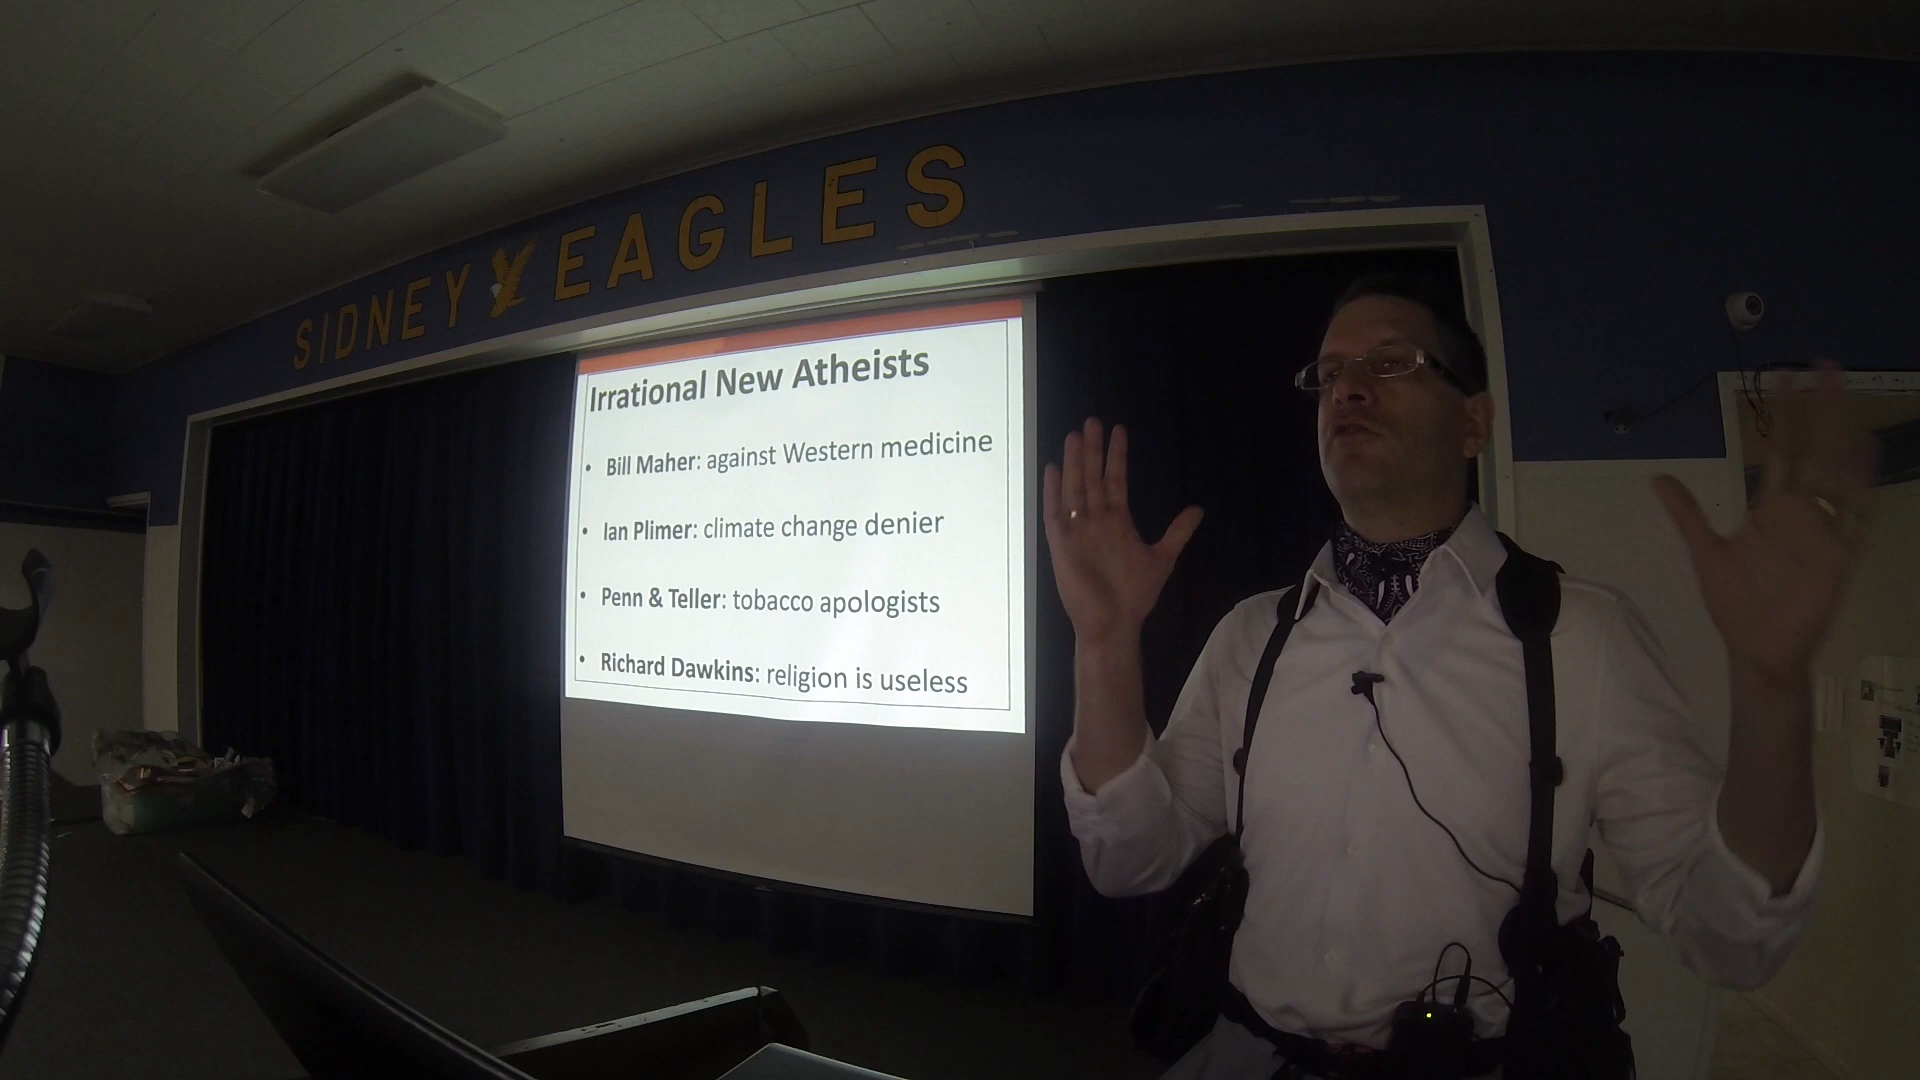 SIDNEY EAGLES
Irrational New Atheists
• Bill Maher: against Western medicine
• Ian Plimer: climate change denier
• Penn & Teller: tobacco apologists
• Richard Dawkins: religion is useless